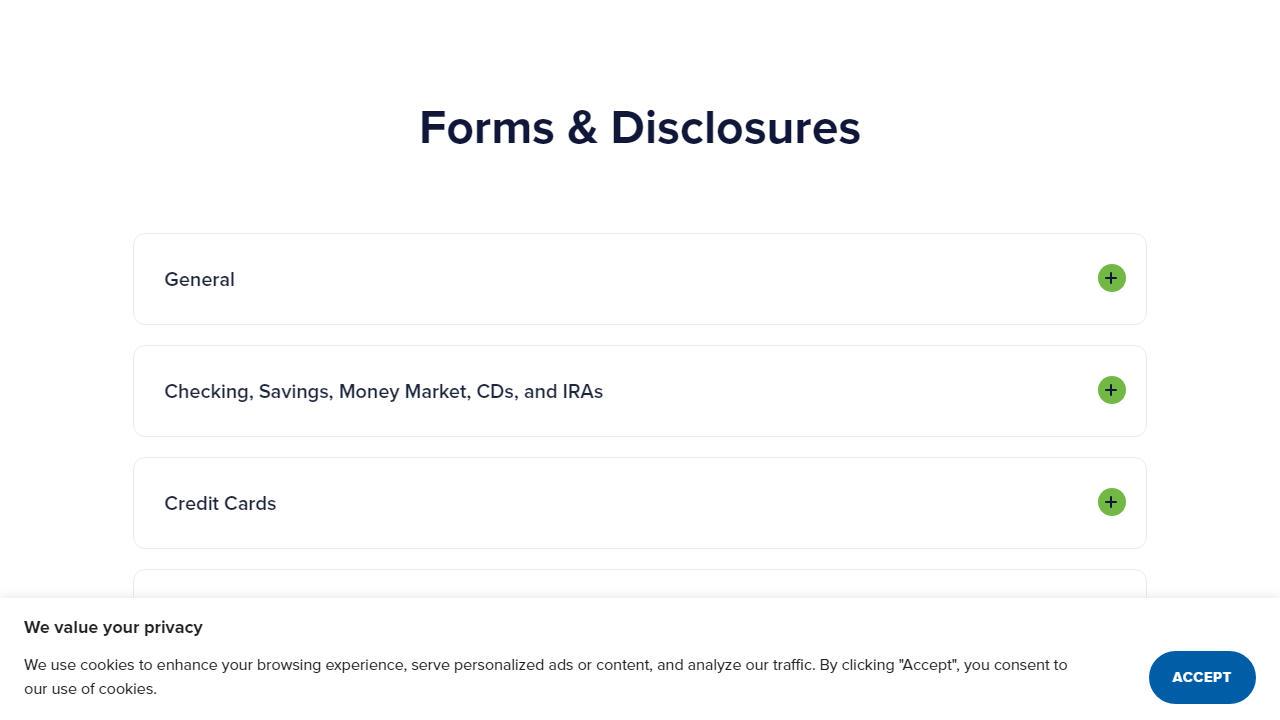 Forms & Disclosures
General
Checking, Savings, Money Market, CDs, and IRAs
Credit Cards
We value your privacy
We use cookies to enhance your browsing experience, serve personalized ads or content, and analyze our traffic. By clicking "Accept", you consent to
our use of cookies.
ACCEPT